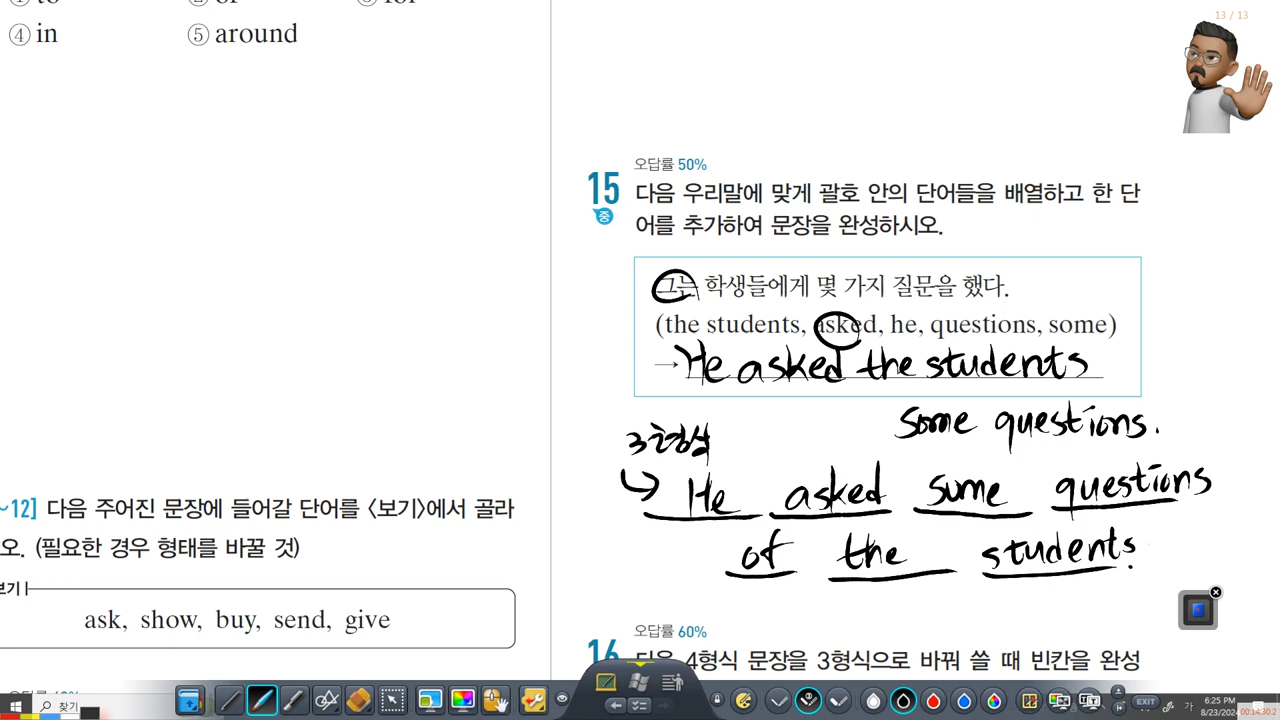 ④ in ⑤ around
13 / 13
오답률 50%
15 다음 우리말에 맞게 괄호 안의 단어들을 배열하고 한 단
중 어를 추가하여 문장을 완성하시오.
그는 학생들에게 몇 가지 질문을 했다.
(the students, asked, he, questions, some)
→ He asked the students
some questions.
3형식
He asked some questions
of the students.
~12] 다음 주어진 문장에 들어갈 단어를 〈보기〉에서 골라
오. (필요한 경우 형태를 바꿀 것)
보기
ask, show, buy, send, give
오답률 60%
16 다음 4형식 문장을 3형식으로 바꿔 쓸 때 빈칸을 완성
찾기
EXIT
가
6:25 PM
8/23/202
00:14:30.2